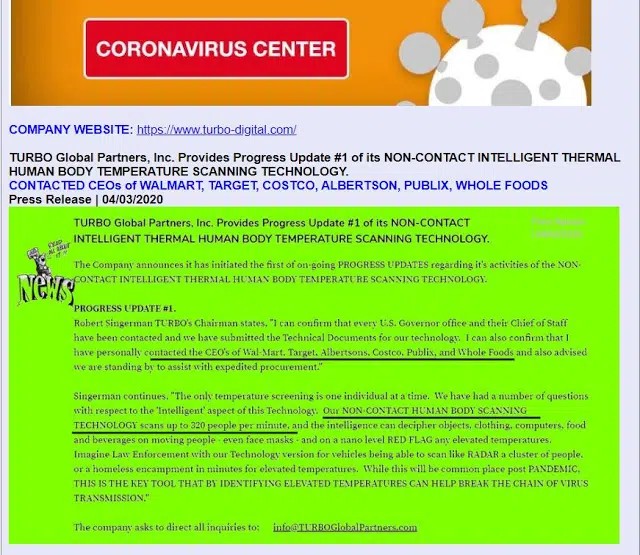 CORONAVIRUS CENTER
COMPANY WEBSITE: https://www.turbo-digital.com/
TURBO Global Partners, Inc. Provides Progress Update #1 of its NON-CONTACT INTELLIGENT THERMAL
HUMAN BODY TEMPERATURE SCANNING TECHNOLOGY.
CONTACTED CEOs of WALMART, TARGET, COSTCO, ALBERTSON, PUBLIX, WHOLE FOODS
Press Release | 04/03/2020
TURBO Global Partners, Inc. Provides Progress Update #1 of its NON-CONTACT
INTELLIGENT THERMAL HUMAN BODY TEMPERATURE SCANNING TECHNOLOGY.
The Company announces it has initiated the first of on-going PROGRESS UPDATES regarding it's activities of the NON-
CONTACT INTELLIGENT THERMAL HUMAN BODY TEMPERATURE SCANNING TECHNOLOGY.
News
PROGRESS UPDATE #1.
Robert Singerman TURBO's Chairman states, "I can confirm that every U.S. Governor office and their Chief of Staff
have been contacted and we have submitted the Technical Documents for our technology. I can also confirm that I
have personally contacted the CEO's of Wal-Mart, Target, Albertsons, Costco, Publix, and Whole Foods and also advised
we are standing by to assist with expedited procurement."
Singerman continues, "The only temperature screening is one individual at a time. We have had a number of questions
with respect to the 'Intelligent' aspect of this Technology. Our NON-CONTACT HUMAN BODY SCANNING
TECHNOLOGY scans up to 320 people per minute, and the intelligence can decipher objects, clothing, computers, food
and beverages on moving people - even face masks - and on a nano level RED FLAG any elevated temperatures.
Imagine Law Enforcement with our Technology version for vehicles being able to scan like RADAR a cluster of people,
or a homeless encampment in minutes for elevated temperatures. While this will be common place post PANDEMIC,
THIS IS THE KEY TOOL THAT BY IDENTIFYING ELEVATED TEMPERATURES CAN HELP BREAK THE CHAIN OF VIRUS
TRANSMISSION."
The company asks to direct all inquiries to: info@TURBOGlobalPartners.com